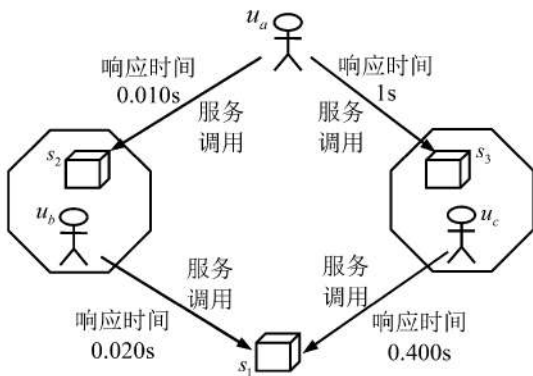 u_a
响应时间
0.010s
响应时间
1s
服务
调用
服务
调用
s_2
s_3
u_b
u_c
服务
调用
服务
调用
响应时间
0.020s
响应时间
0.400s
s_1